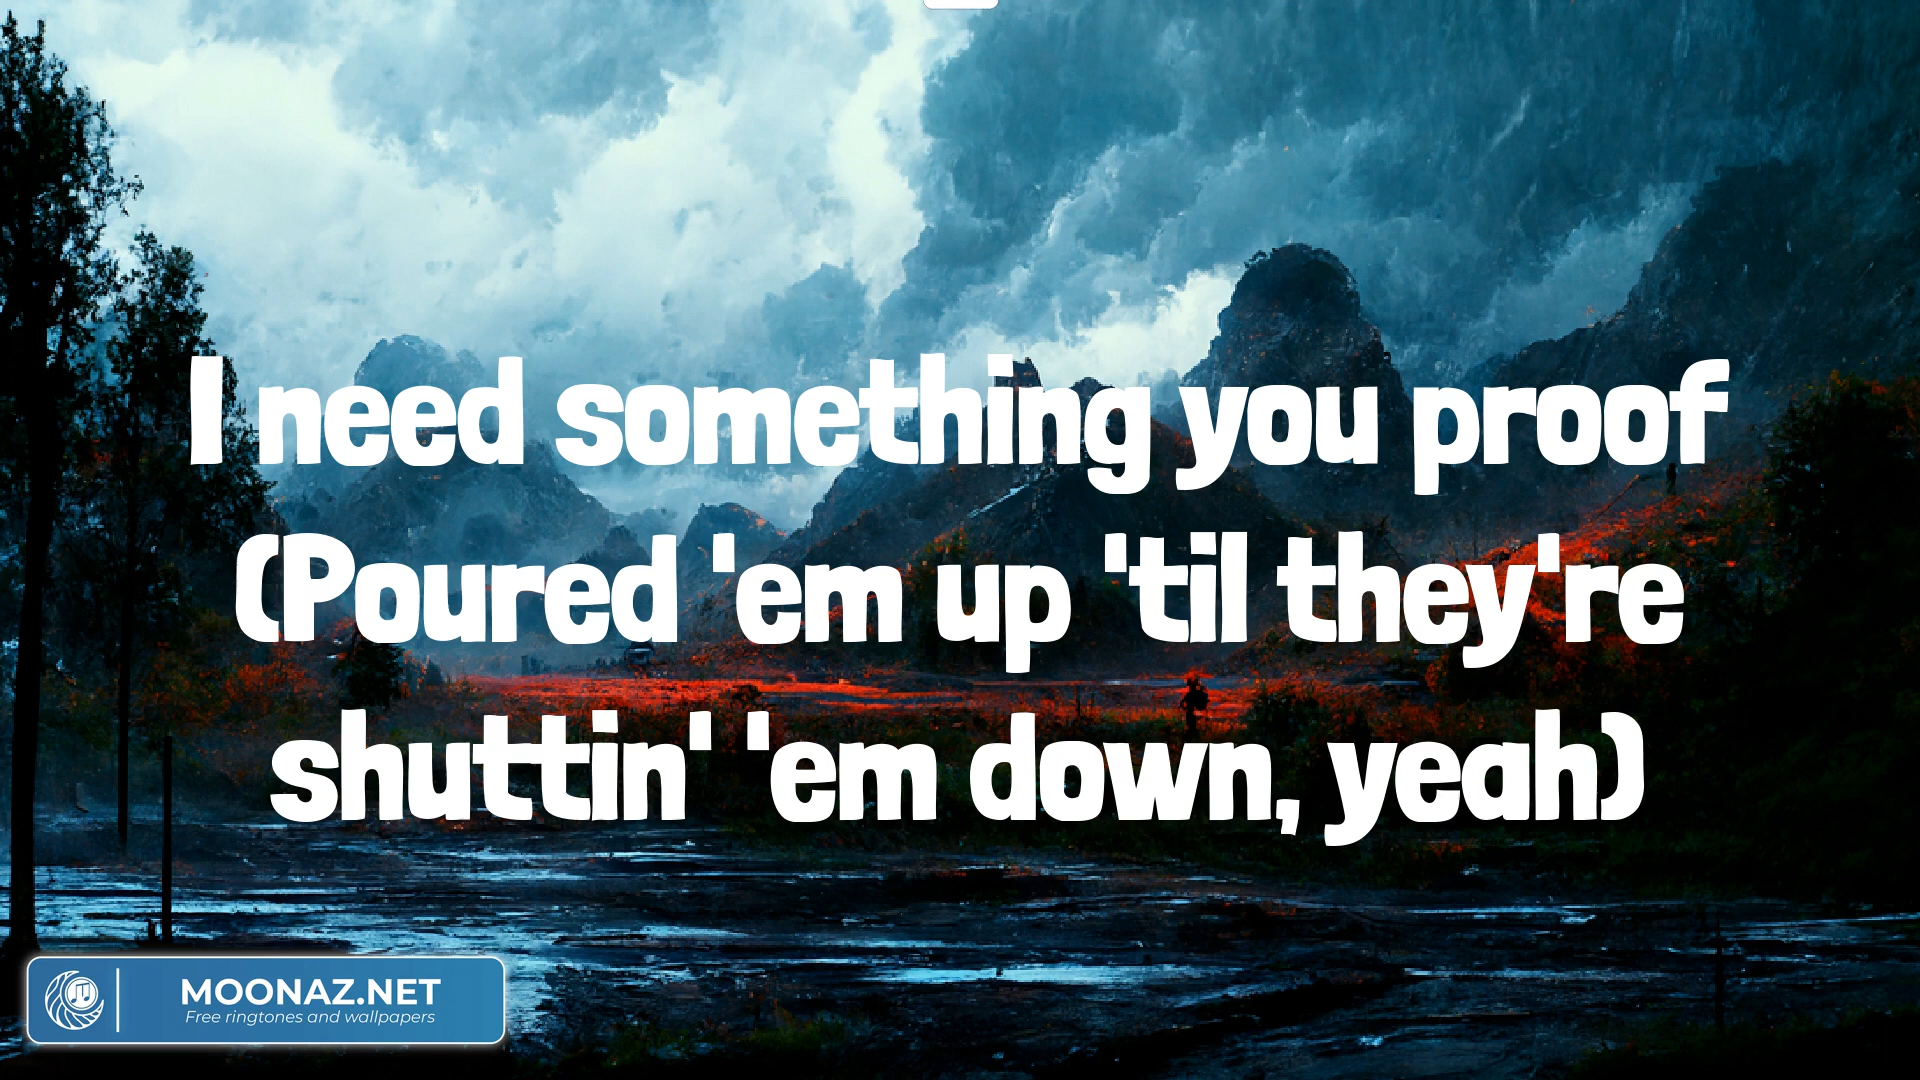 I need something you proof
(Poured 'em up 'til they're
shuttin' 'em down, yeah)
MOONAZ.NET
Free ringtones and wallpapers